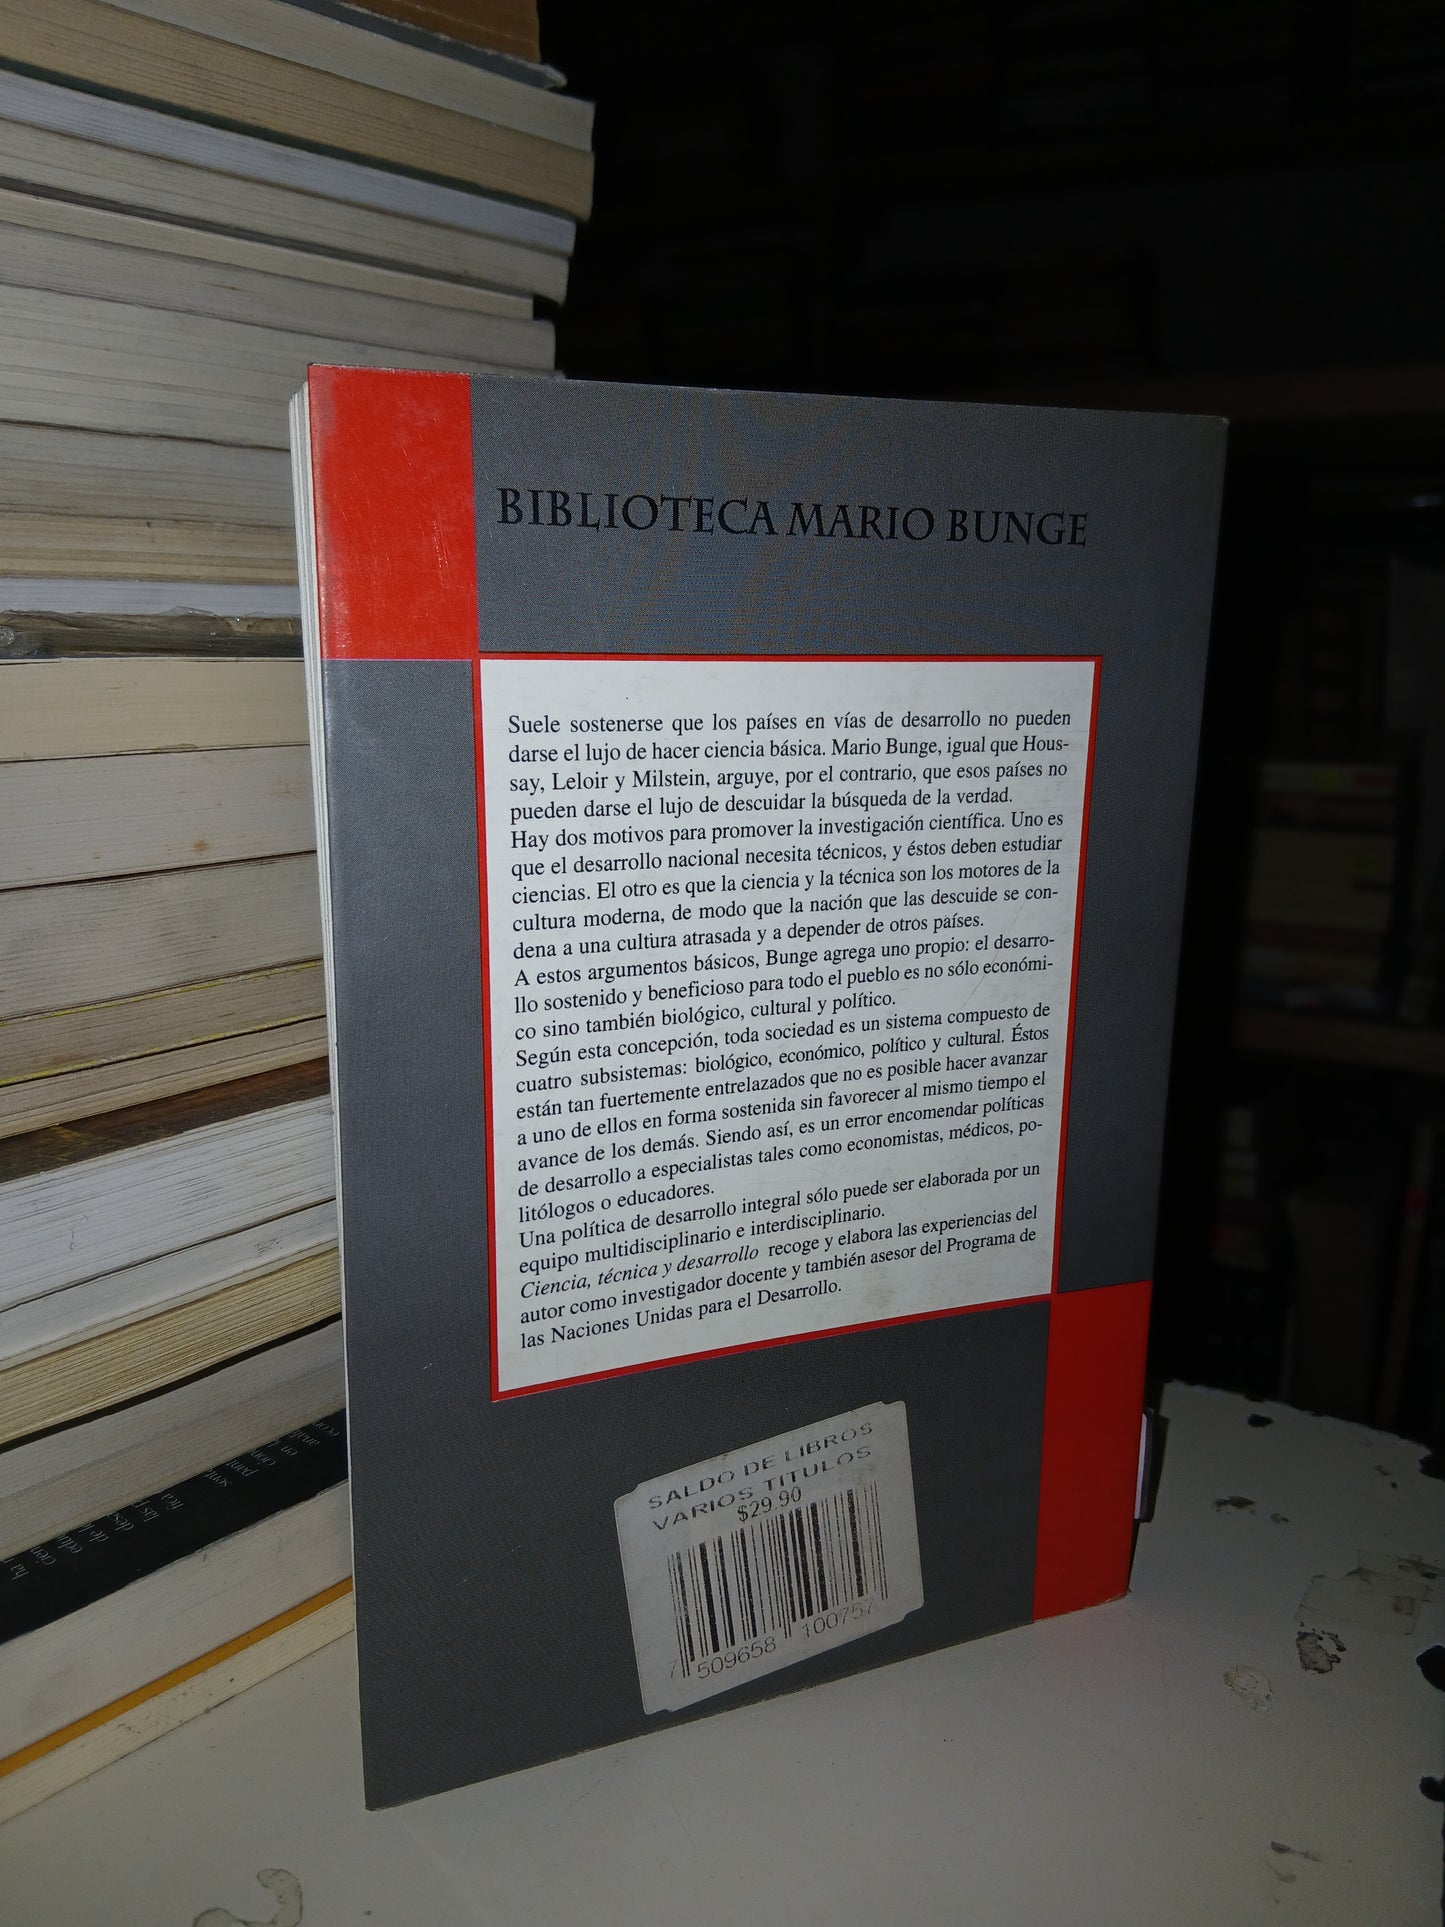 BIBLIOTECA MARIO BUNGE
Suele sostenerse que los países en vías de desarrollo no pueden
darse el lujo de hacer ciencia básica. Mario Bunge, igual que Hous-
say, Leloir y Milstein, arguye, por el contrario, que esos países no
pueden darse el lujo de descuidar la búsqueda de la verdad.
Hay dos motivos para promover la investigación científica. Uno es
que el desarrollo nacional necesita técnicos, y éstos deben estudiar
ciencias. El otro es que la ciencia y la técnica son los motores de la
cultura moderna, de modo que la nación que las descuide se con-
dena a una cultura atrasada y a depender de otros países.
A estos argumentos básicos, Bunge agrega uno propio: el desarro-
llo sostenido y beneficioso para todo el pueblo es no sólo económi-
co sino también biológico, cultural y político.
Según esta concepción, toda sociedad es un sistema compuesto de
cuatro subsistemas: biológico, económico, político y cultural. Éstos
están tan fuertemente entrelazados que no es posible hacer avanzar
a uno de ellos en forma sostenida sin favorecer al mismo tiempo el
avance de los demás. Siendo así, es un error encomendar políticas
de desarrollo a especialistas tales como economistas, médicos, po-
litólogos o educadores.
Una política de desarrollo integral sólo puede ser elaborada por un
equipo multidisciplinario e interdisciplinario.
Ciencia, técnica y desarrollo recoge y elabora las experiencias del
autor como investigador docente y también asesor del Programa de
las Naciones Unidas para el Desarrollo.
SALDO DE LIBROS
VARIOS TITULOS
$29.90
7 509658 100757